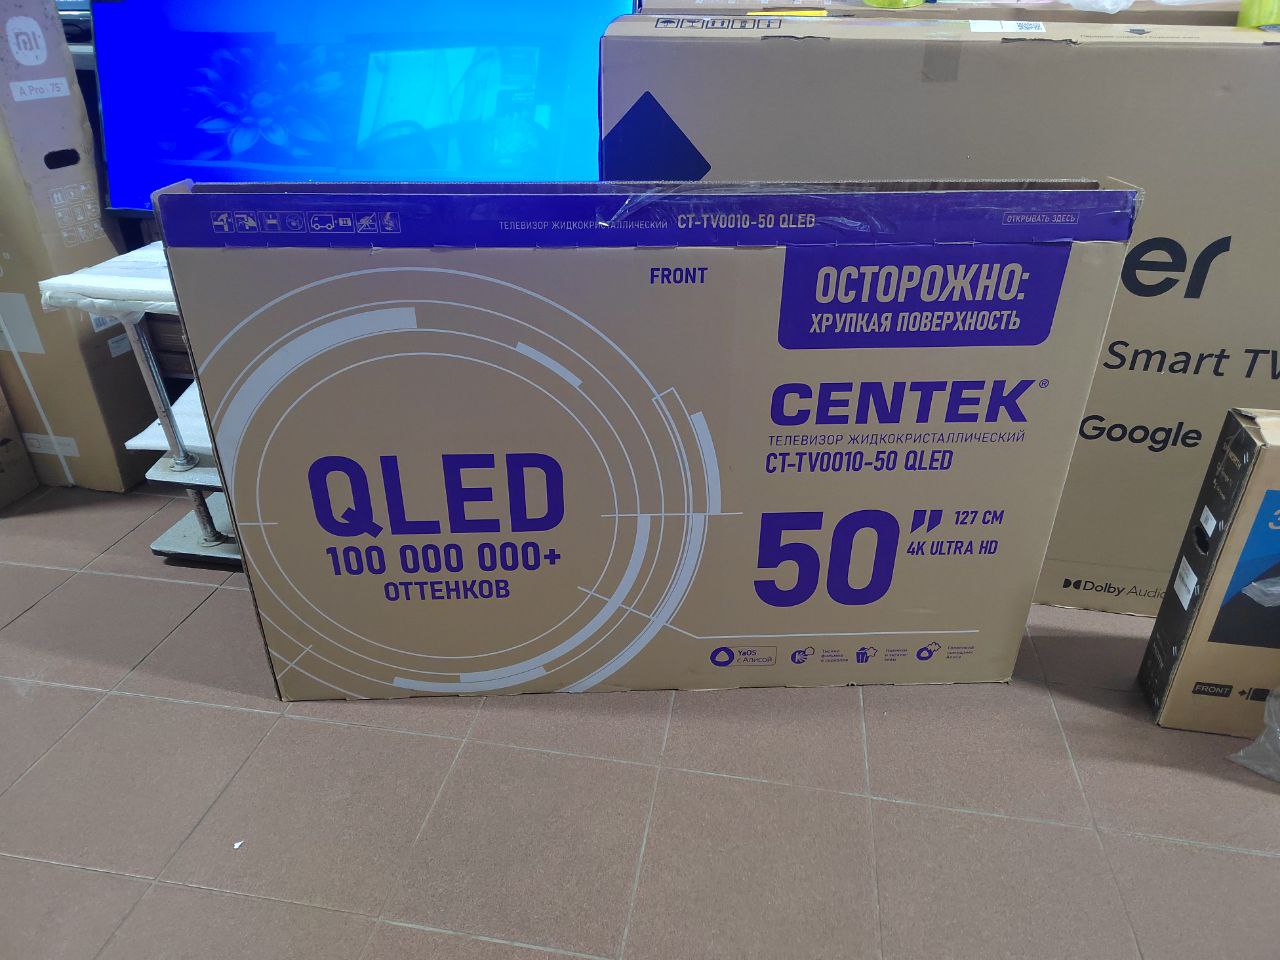 A Pro 75"
ТЕЛЕВИЗОР ЖИДКОКРИСТАЛЛИЧЕСКИЙ CT-TV0010-50 QLED
ОТКРЫВАТЬ ЗДЕСЬ
FRONT
ОСТОРОЖНО:
ХРУПКАЯ ПОВЕРХНОСТЬ
CENTEK®
ТЕЛЕВИЗОР ЖИДКОКРИСТАЛЛИЧЕСКИЙ
CT-TV0010-50 QLED
QLED
100 000 000+
ОТТЕНКОВ
50” 127 CM
4K ULTRA HD
YaOS
с Алисой
er
Smart TV
Google
Dolby Audio
FRONT